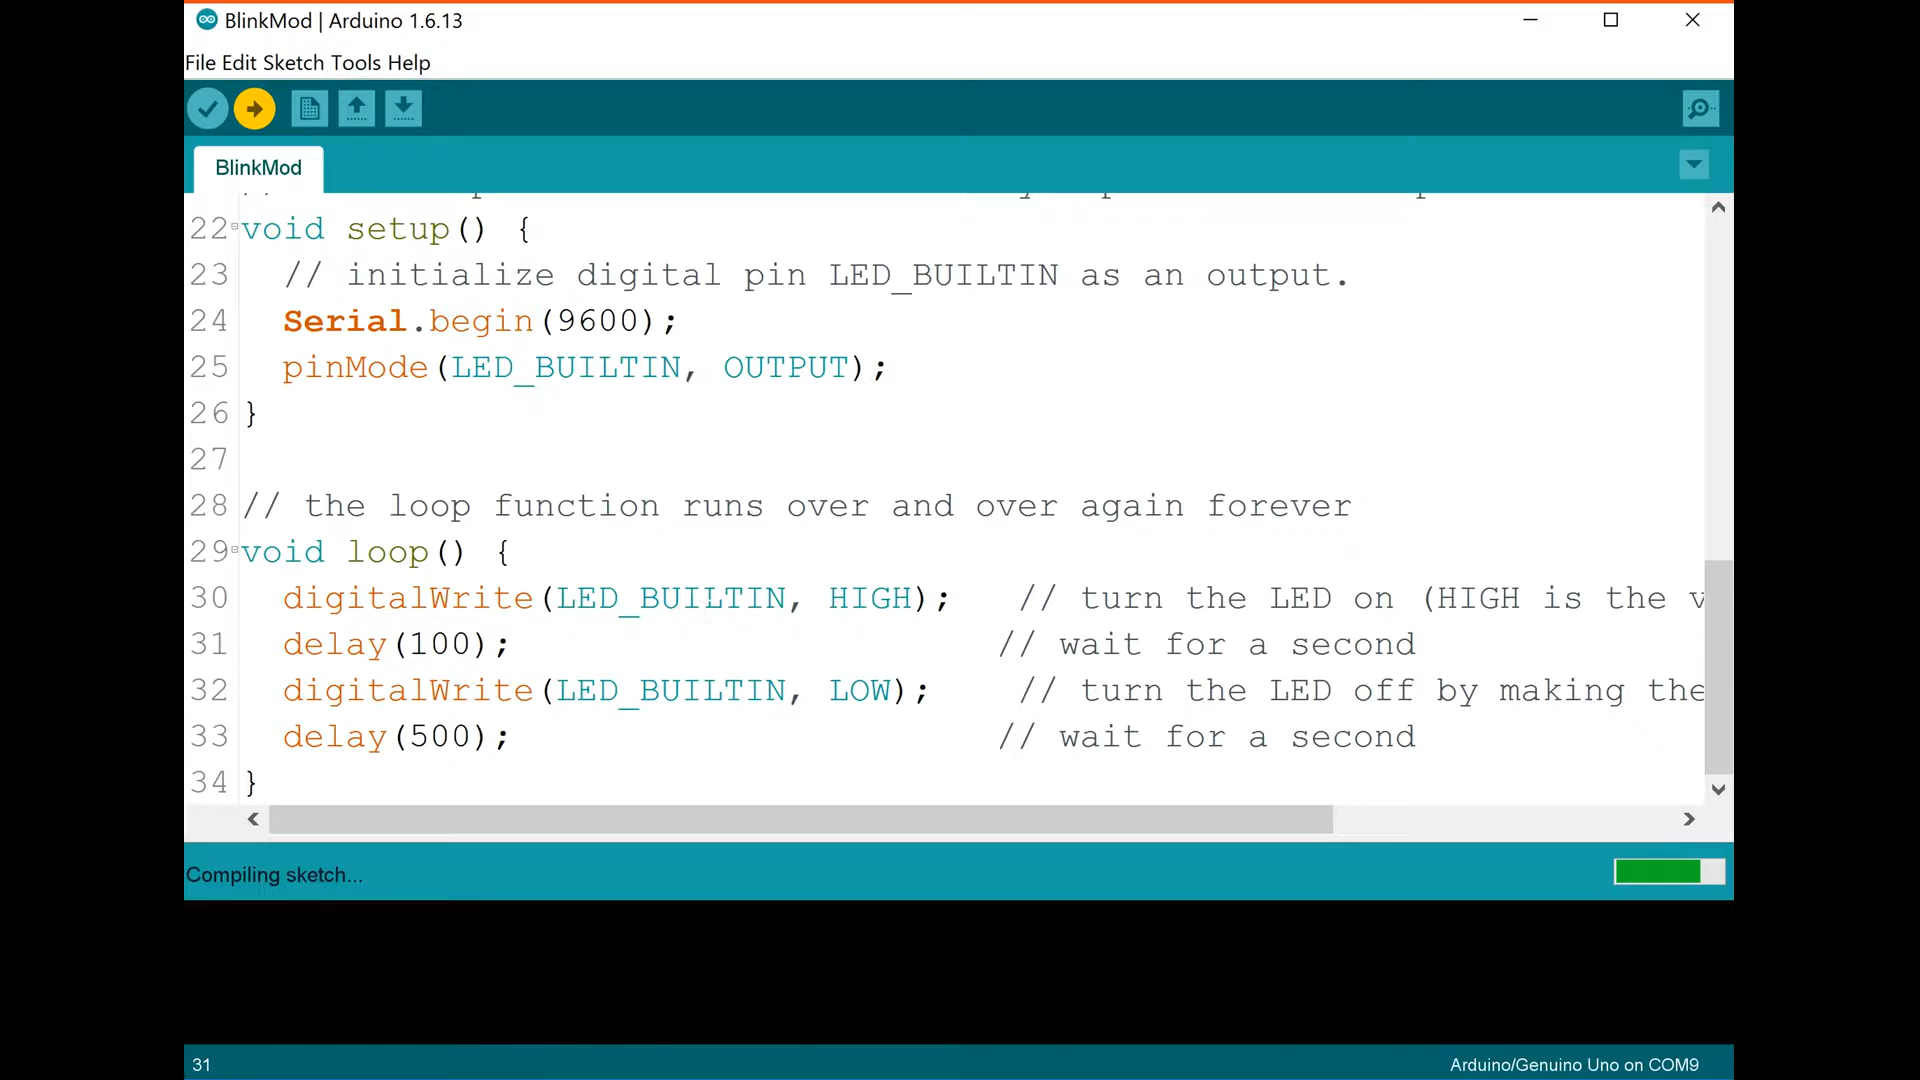 BlinkMod | Arduino 1.6.13
File Edit Sketch Tools Help
BlinkMod
22 void setup() {
23 // initialize digital pin LED_BUILTIN as an output.
24 Serial.begin(9600);
25 pinMode(LED_BUILTIN, OUTPUT);
26 }
27
28 // the loop function runs over and over again forever
29 void loop() {
30 digitalWrite(LED_BUILTIN, HIGH); // turn the LED on (HIGH is the v
31 delay(100); // wait for a second
32 digitalWrite(LED_BUILTIN, LOW); // turn the LED off by making the
33 delay(500); // wait for a second
34 }
Compiling sketch...
31
Arduino/Genuino Uno on COM9